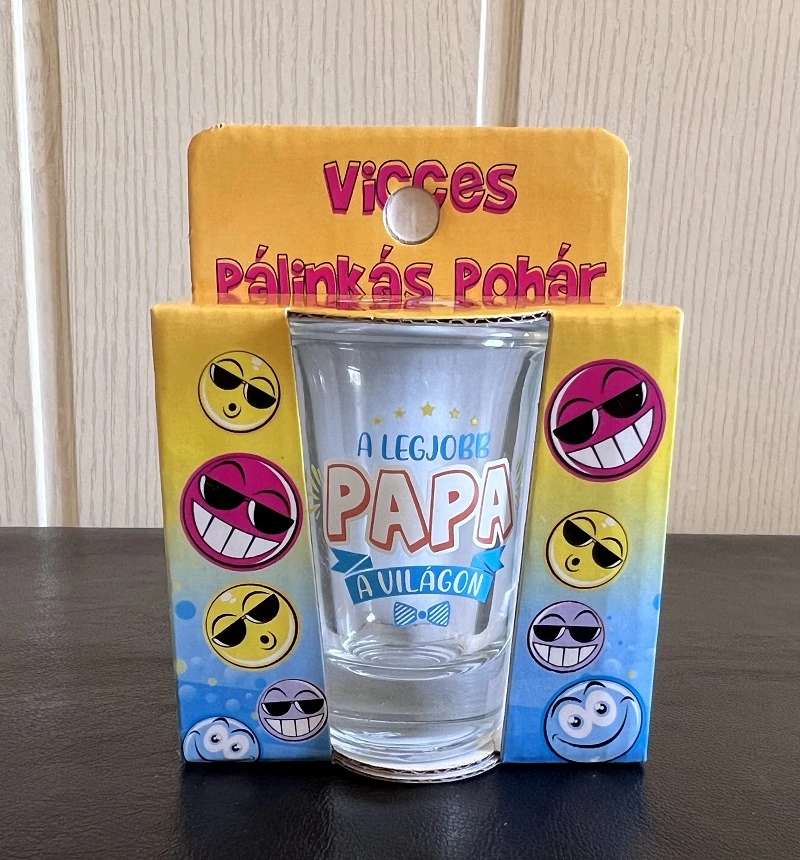 Vicces
Pálinkás Pohár
A LEGJOBB
PAPA
A VILÁGON